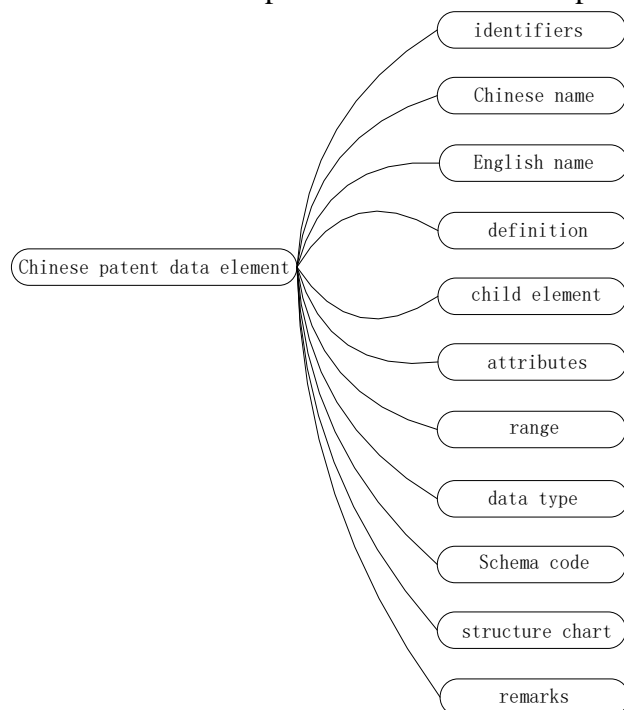 identifiers
Chinese name
English name
definition
Chinese patent data element
child element
attributes
range
data type
Schema code
structure chart
remarks